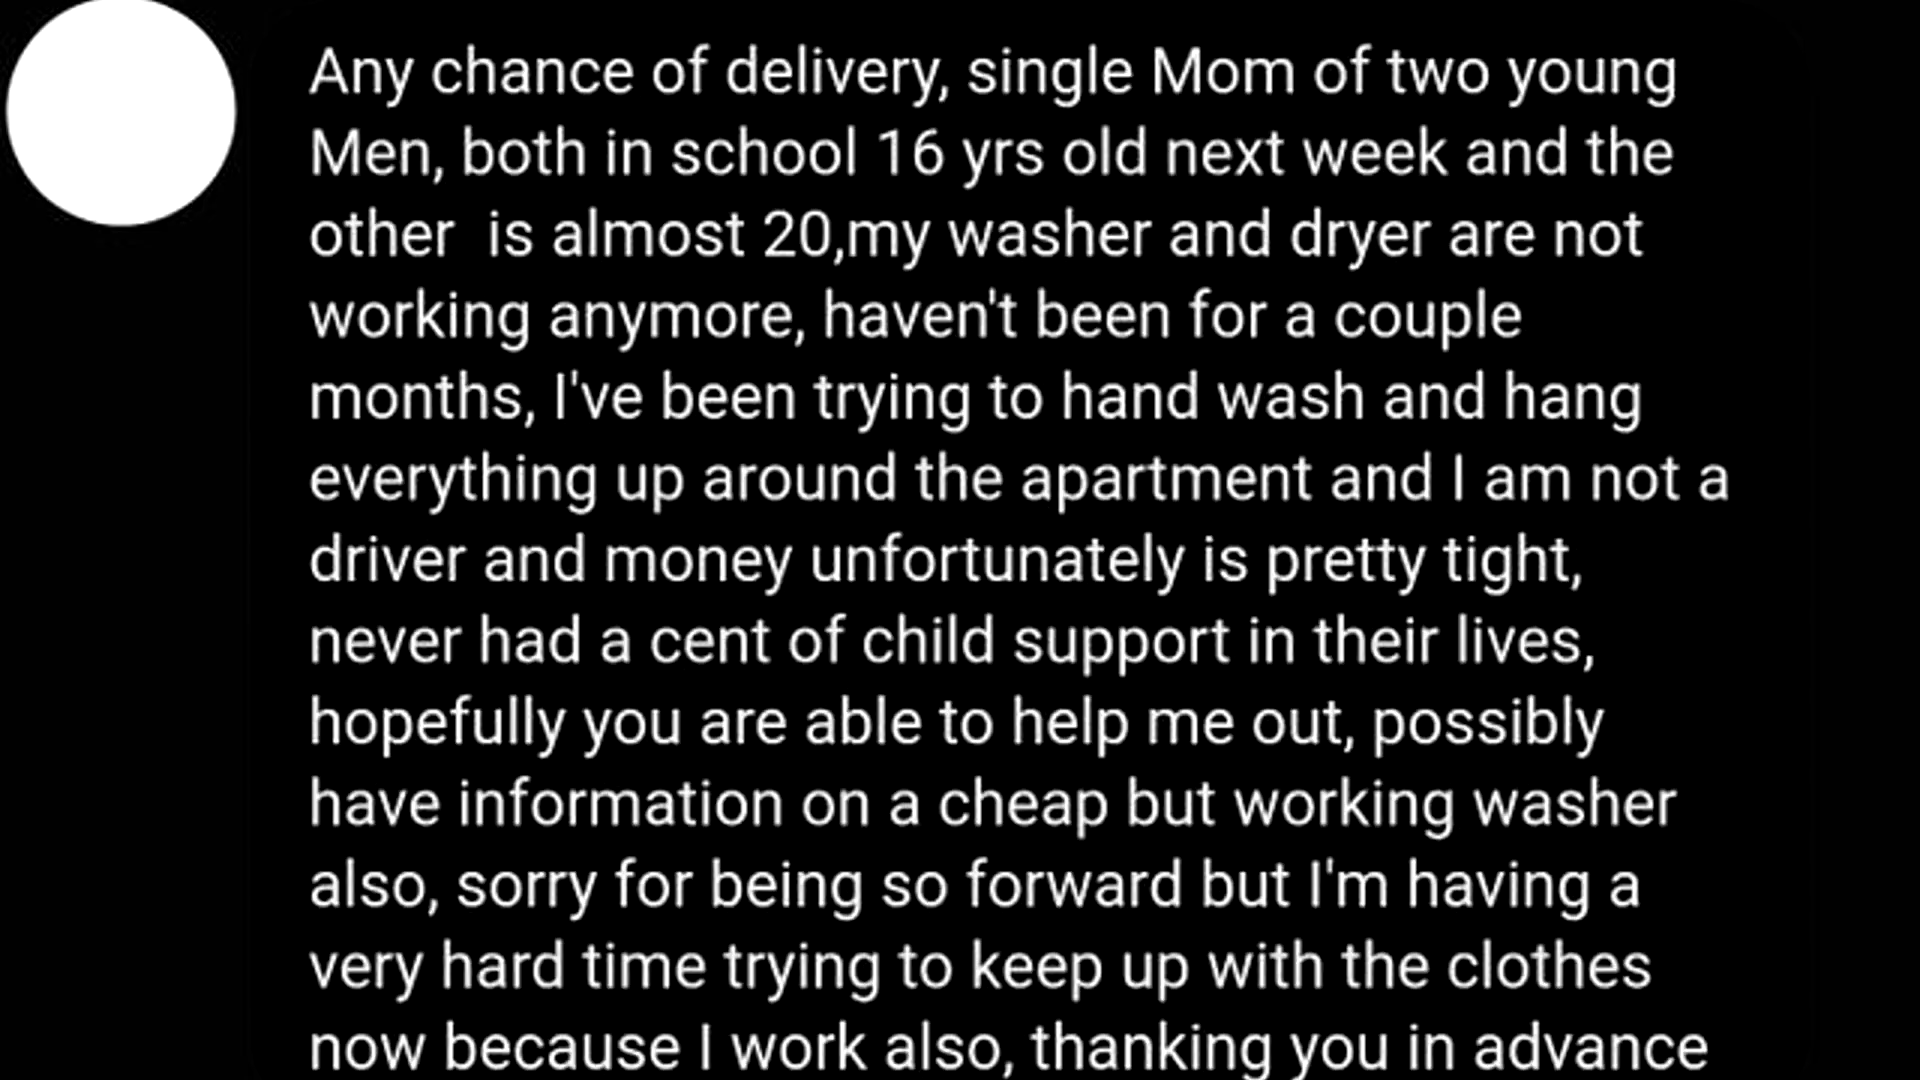 Any chance of delivery, single Mom of two young
Men, both in school 16 yrs old next week and the
other  is almost 20,my washer and dryer are not
working anymore, haven't been for a couple
months, I've been trying to hand wash and hang
everything up around the apartment and I am not a
driver and money unfortunately is pretty tight,
never had a cent of child support in their lives,
hopefully you are able to help me out, possibly
have information on a cheap but working washer
also, sorry for being so forward but I'm having a
very hard time trying to keep up with the clothes
now because I work also, thanking you in advance